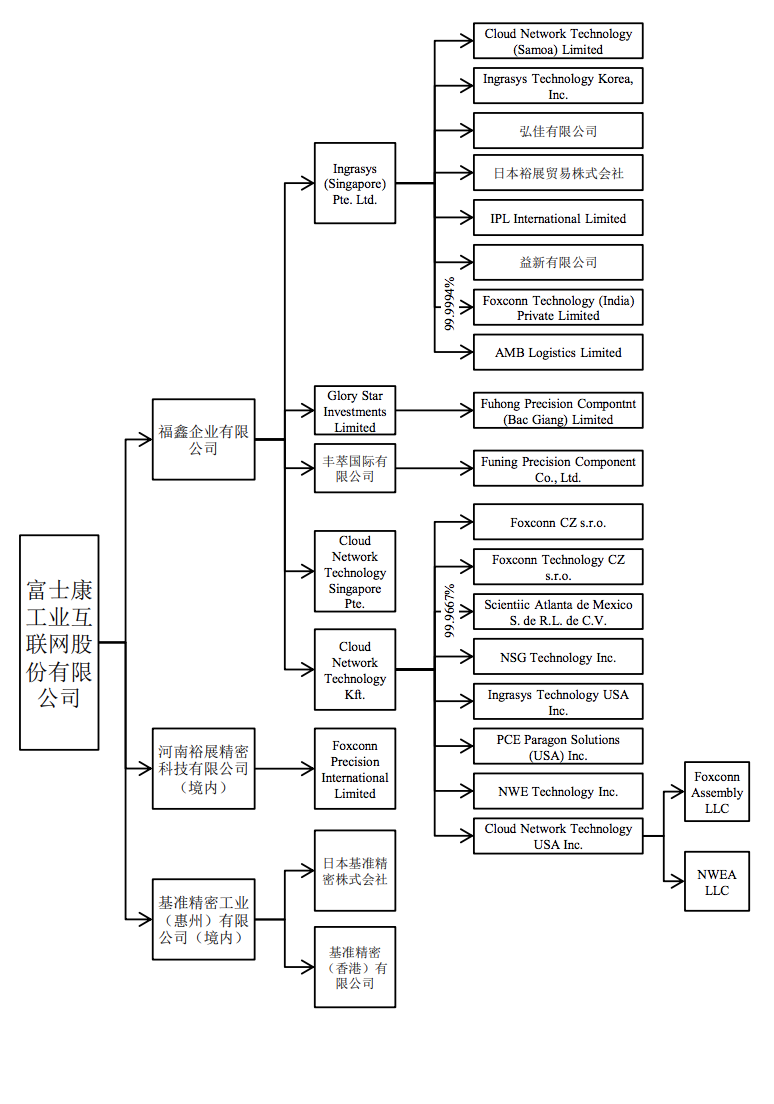 Cloud Network Technology
(Samoa) Limited
Ingrasys Technology Korea,
Inc.
弘佳有限公司
Ingrasys
(Singapore)
Pte. Ltd.
日本裕展贸易株式会社
IPL International Limited
益新有限公司
99.9994%
Foxconn Technology (India)
Private Limited
AMB Logistics Limited
福鑫企业有限
公司
Glory Star
Investments
Limited
Fuhong Precision Compontnt
(Bac Giang) Limited
丰萃国际有
限公司
Funing Precision Component
Co., Ltd.
Cloud
Network
Technology
Singapore
Pte.
Cloud
Network
Technology
Kft.
Foxconn CZ s.r.o.
Foxconn Technology CZ
s.r.o.
99.9667%
Scientiic Atlanta de Mexico
S. de R.L. de C.V.
NSG Technology Inc.
Ingrasys Technology USA
Inc.
PCE Paragon Solutions
(USA) Inc.
NWE Technology Inc.
Cloud Network Technology
USA Inc.
Foxconn
Assembly
LLC
NWEA
LLC
富士康
工业互
联网股
份有限
公司
河南裕展精密
科技有限公司
（境内）
Foxconn
Precision
International
Limited
基准精密工业
（惠州）有限
公司（境内）
日本基准精
密株式会社
基准精密
（香港）有
限公司